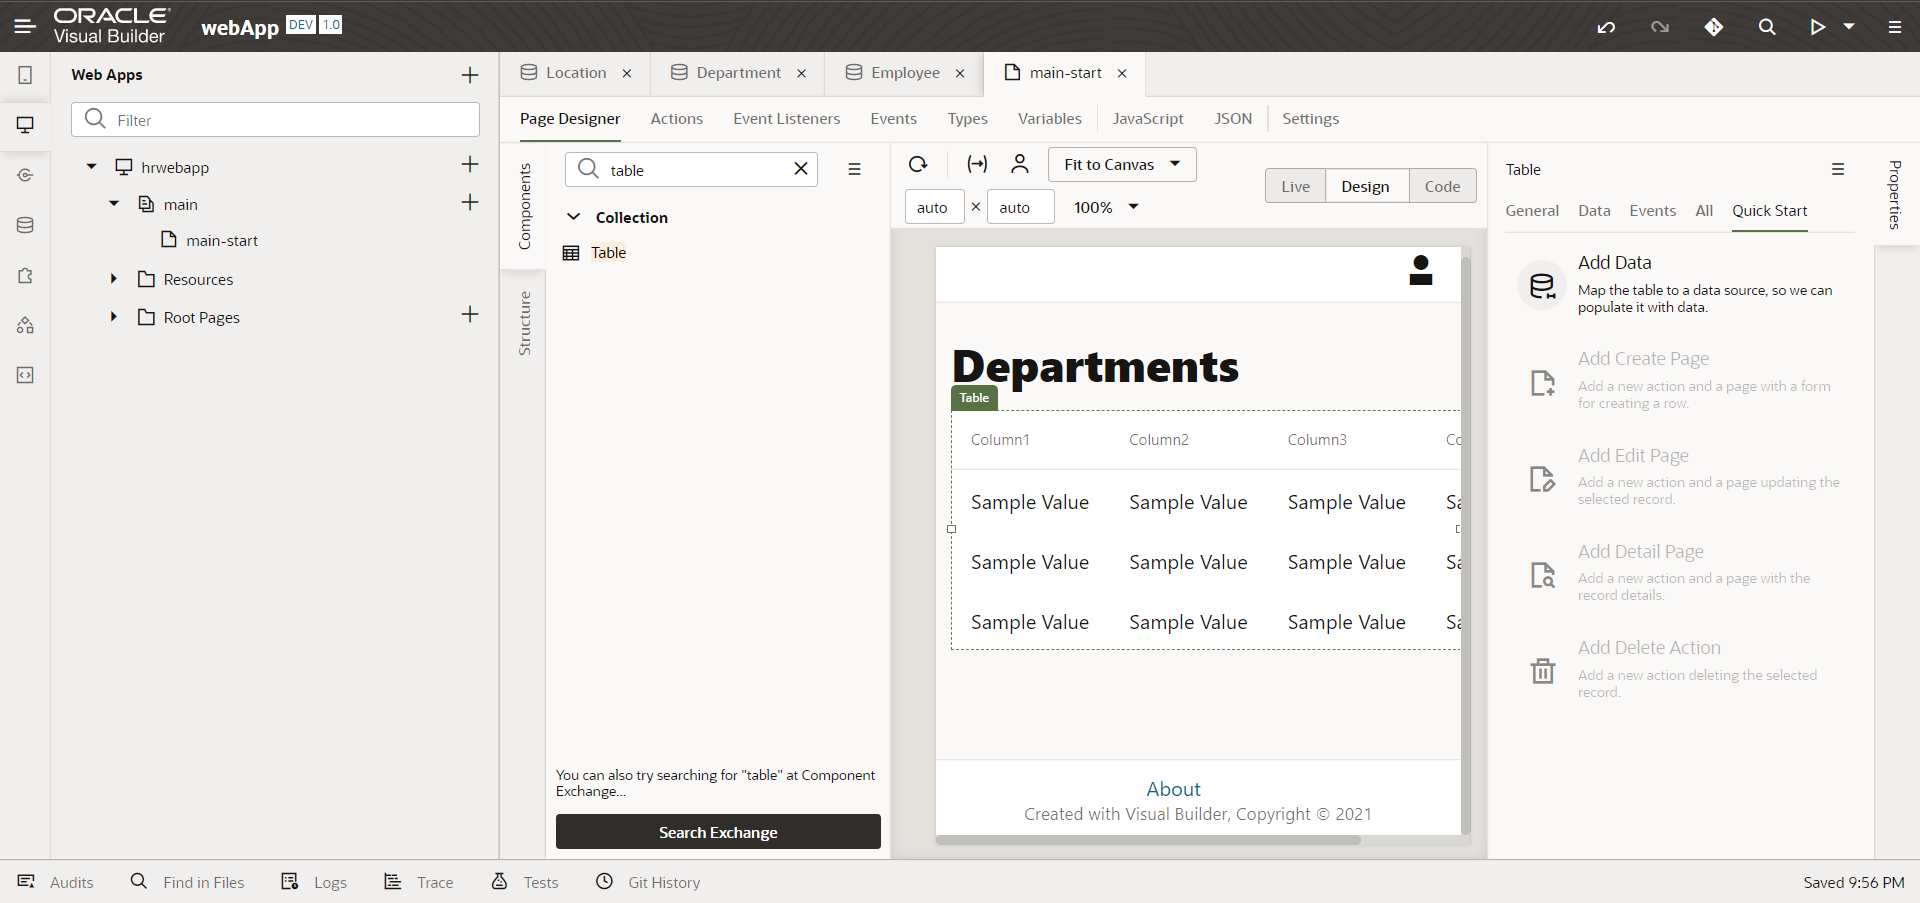 ORACLE
Visual Builder
webApp DEV 1.0
Web Apps
Filter
hrwebapp
main
main-start
Resources
Root Pages
Location
Department
Employee
main-start
Page Designer
Actions
Event Listeners
Events
Types
Variables
JavaScript
JSON
Settings
Components
Structure
table
Collection
Table
You can also try searching for "table" at Component
Exchange...
Search Exchange
Fit to Canvas
Live
Design
Code
auto × auto
100%
Departments
Table
Column1 Column2 Column3 Co
Sample Value Sample Value Sample Value Sa
Sample Value Sample Value Sample Value Sa
Sample Value Sample Value Sample Value Sa
About
Created with Visual Builder, Copyright © 2021
Table
Properties
General
Data
Events
All
Quick Start
Add Data
Map the table to a data source, so we can
populate it with data.
Add Create Page
Add a new action and a page with a form
for creating a row.
Add Edit Page
Add a new action and a page updating the
selected record.
Add Detail Page
Add a new action and a page with the
record details.
Add Delete Action
Add a new action deleting the selected
record.
Audits
Find in Files
Logs
Trace
Tests
Git History
Saved 9:56 PM